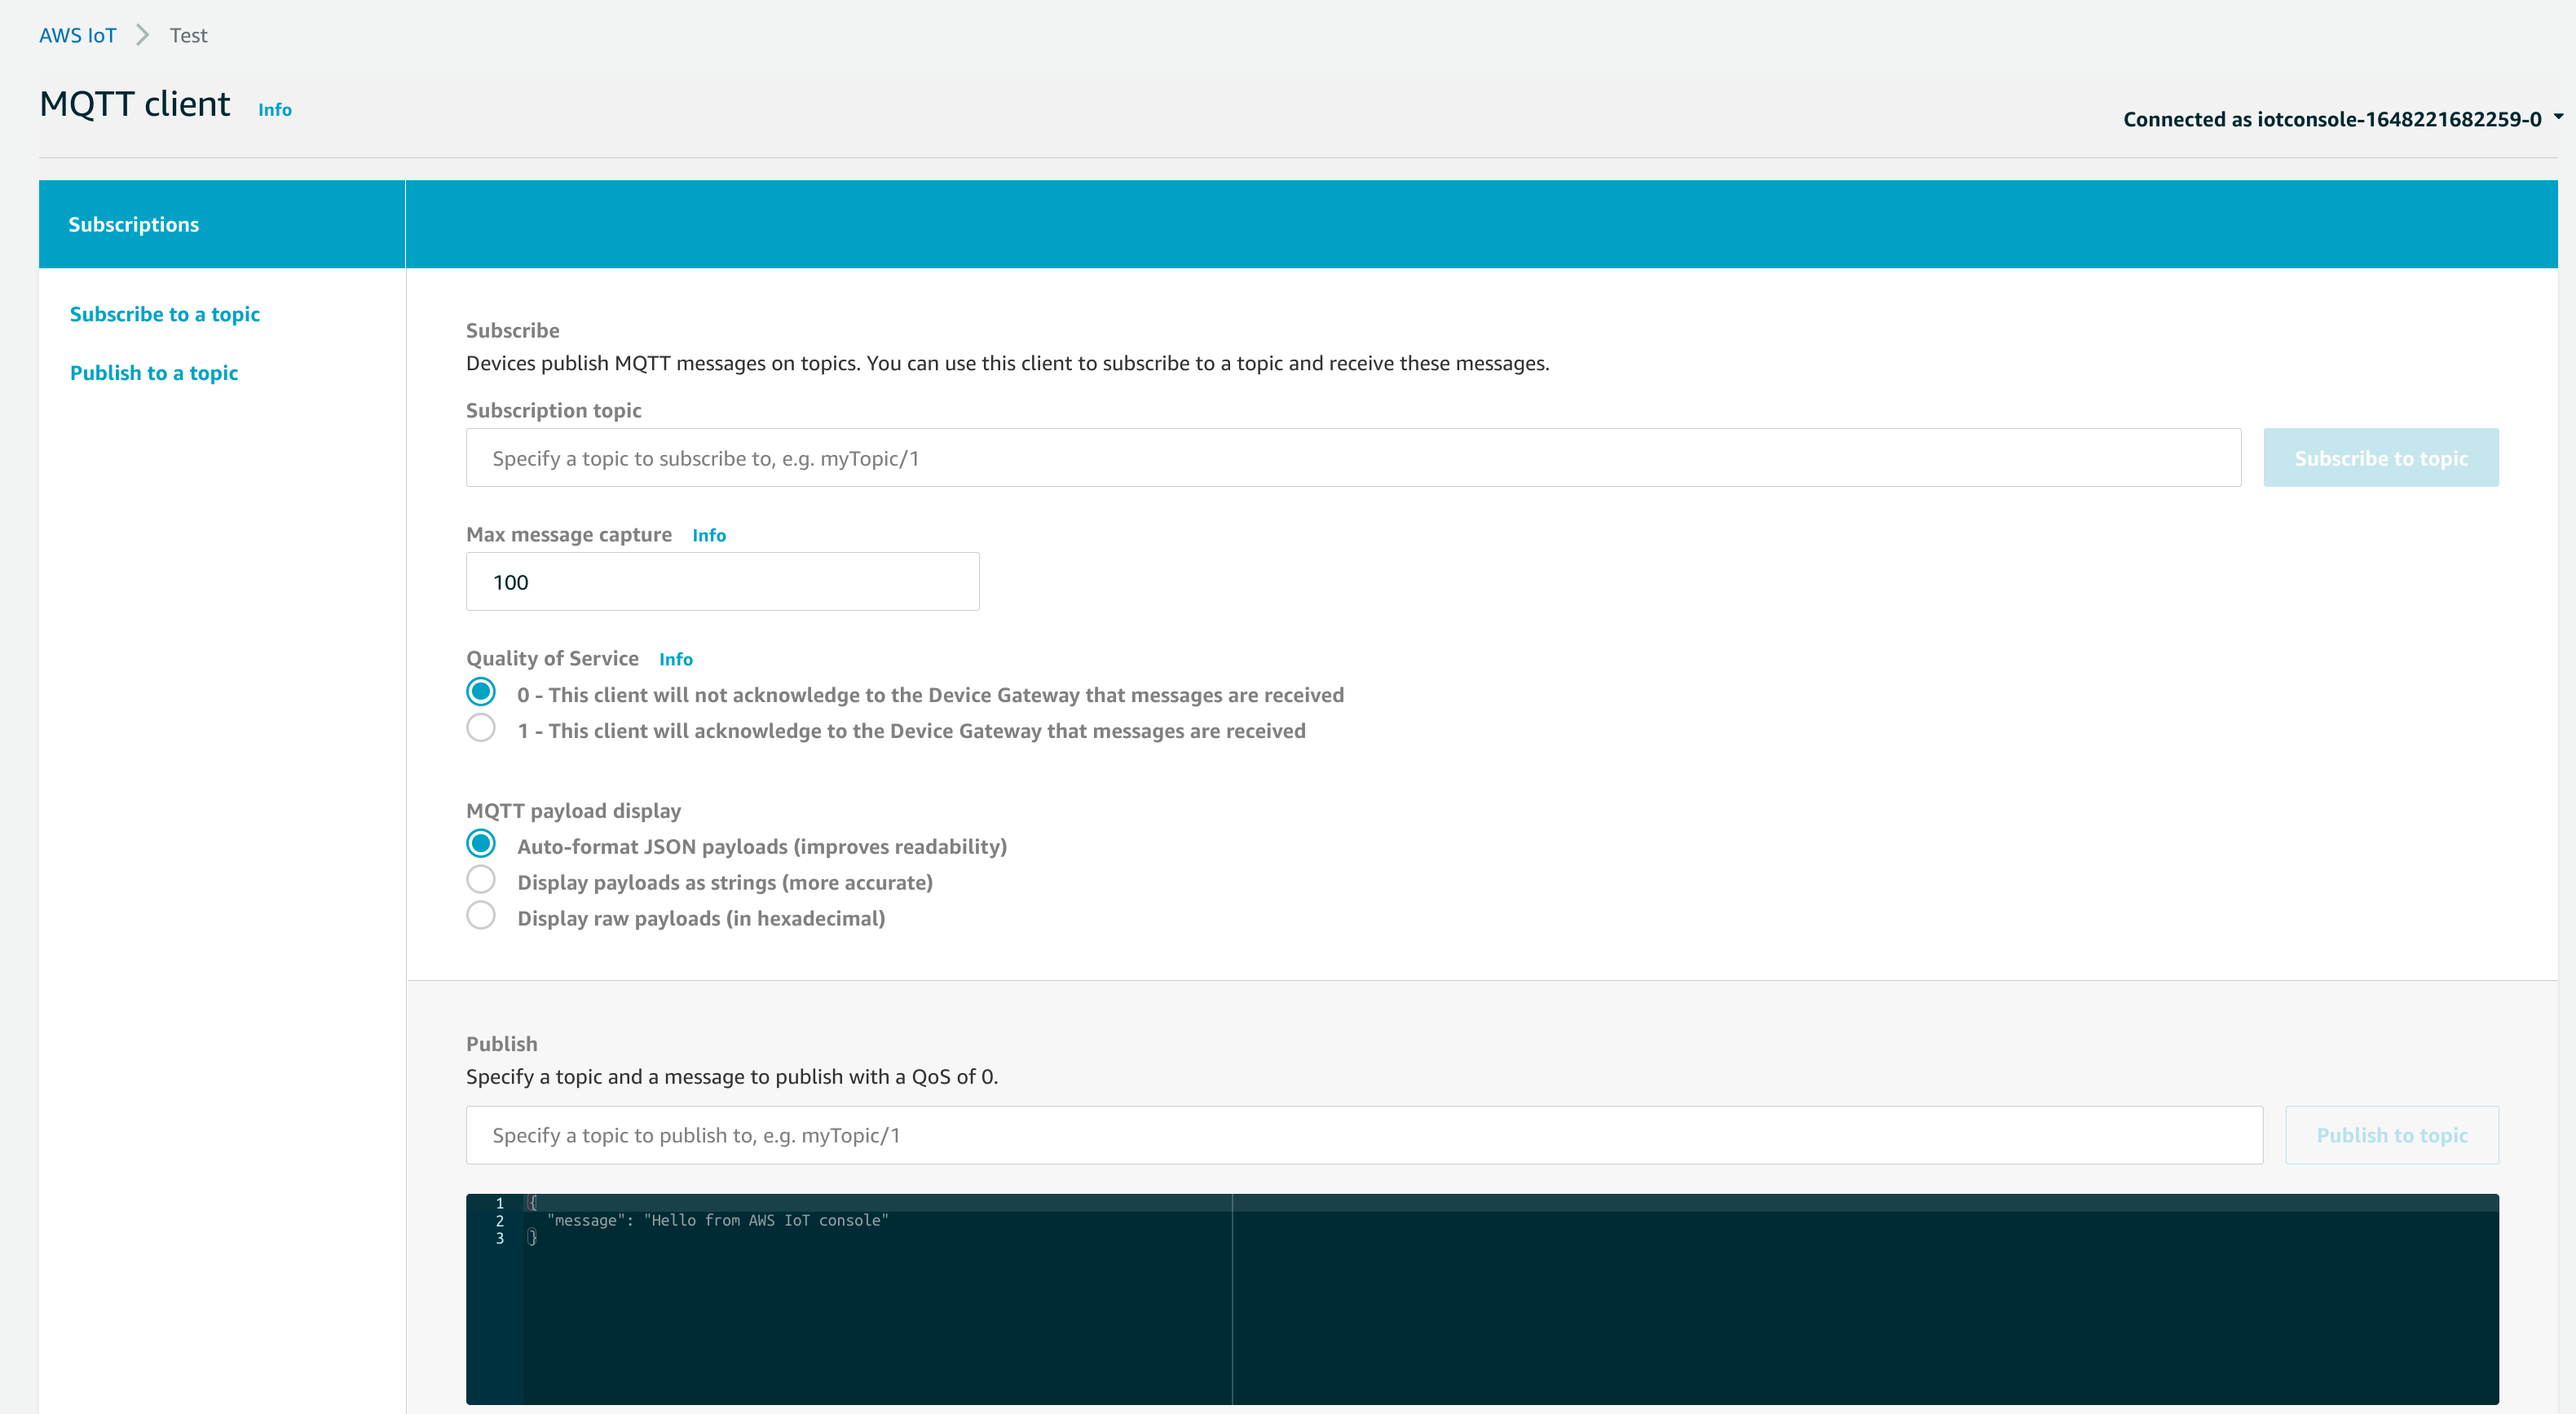 AWS IoT > Test
MQTT client Info
Connected as iotconsole-1648221682259-0
Subscriptions
Subscribe to a topic
Publish to a topic
Subscribe
Devices publish MQTT messages on topics. You can use this client to subscribe to a topic and receive these messages.
Subscription topic
Specify a topic to subscribe to, e.g. myTopic/1
Subscribe to topic
Max message capture Info
100
Quality of Service Info
0 - This client will not acknowledge to the Device Gateway that messages are received
1 - This client will acknowledge to the Device Gateway that messages are received
MQTT payload display
Auto-format JSON payloads (improves readability)
Display payloads as strings (more accurate)
Display raw payloads (in hexadecimal)
Publish
Specify a topic and a message to publish with a QoS of 0.
Specify a topic to publish to, e.g. myTopic/1
Publish to topic
1 {
2 "message": "Hello from AWS IoT console"
3 }